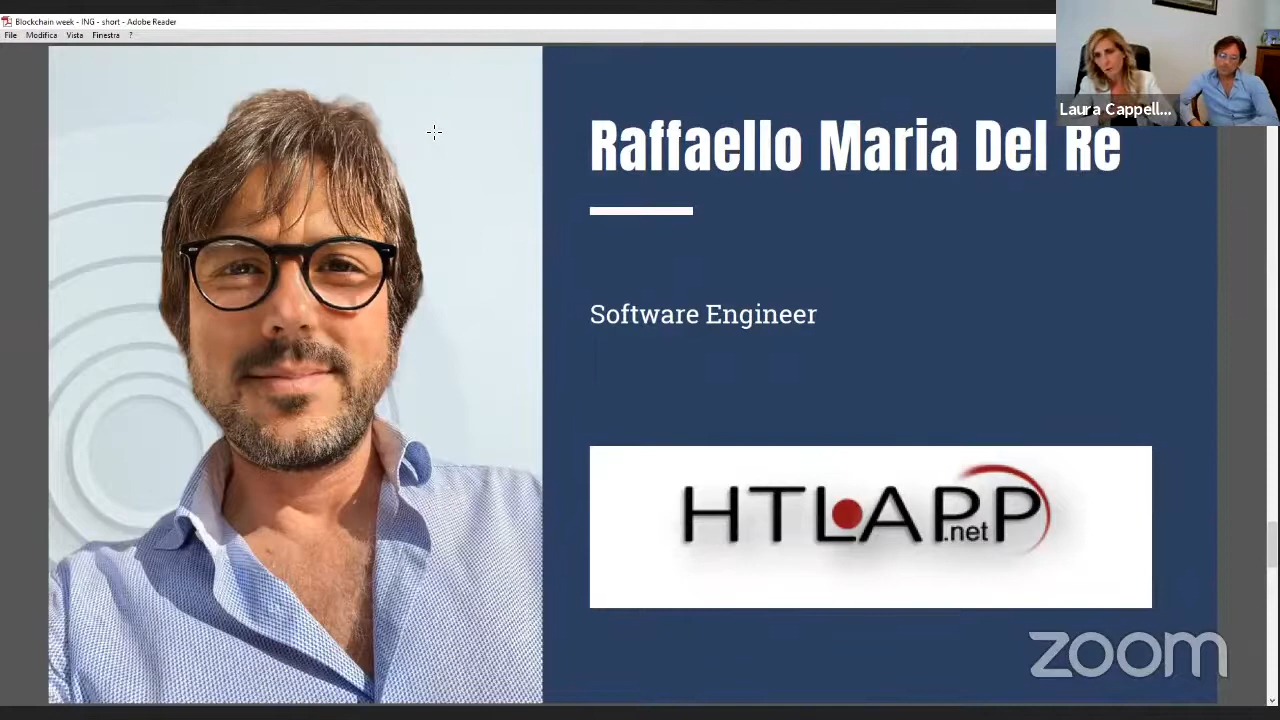 Blockchain week - ING - short - Adobe Reader
File Modifica Vista Finestra ?
Laura Cappell...
Raffaello Maria Del Re
Software Engineer
HTLAPP
.net
zoom